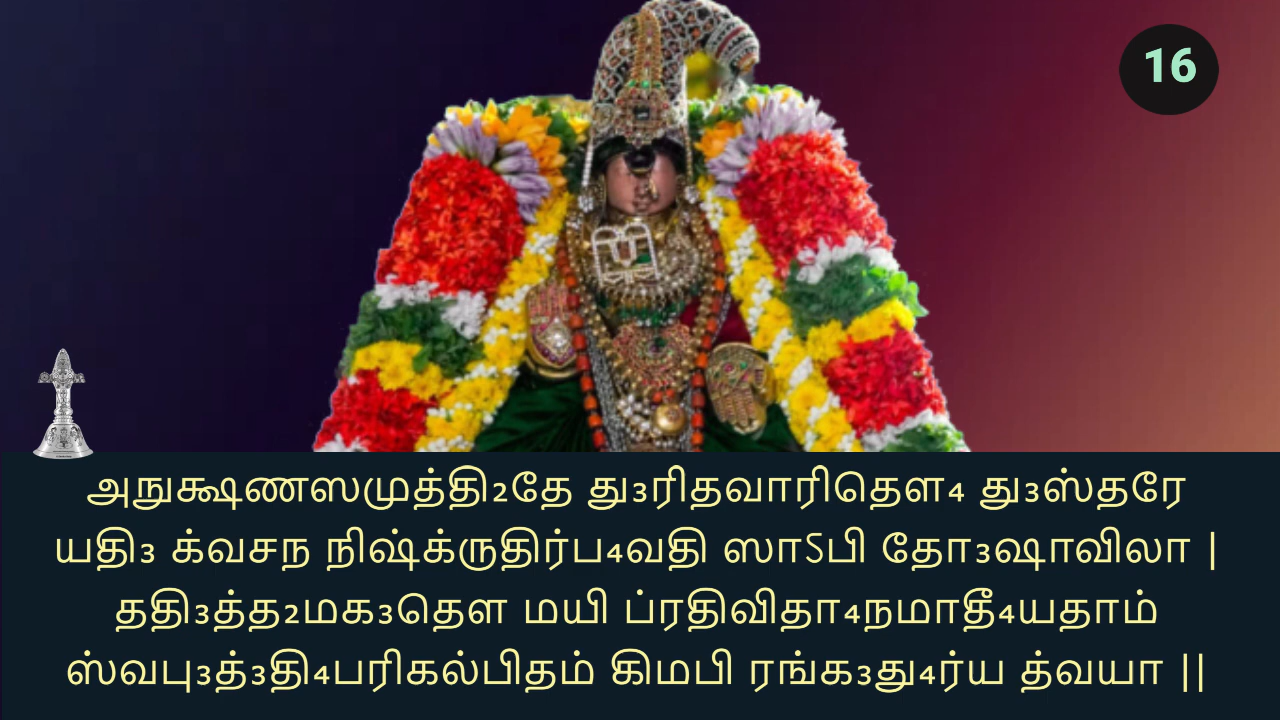 16
அநுக்ஷணஸமுத்தி₂தே து₃ரிதவாரிதௌ₄ து₃ஸ்தரே
யதி₃ க்வசந நிஷ்க்ருதிர்ப₄வதி ஸாSபி தோ₃ஷாவிலா |
ததி₃த்த₂மக₃தௌ மயி ப்ரதிவிதா₄நமாதீ₄யதாம்
ஸ்வபு₃த்₃தி₄பரிகல்பிதம் கிமபி ரங்க₃து₄ர்ய த்வயா ||